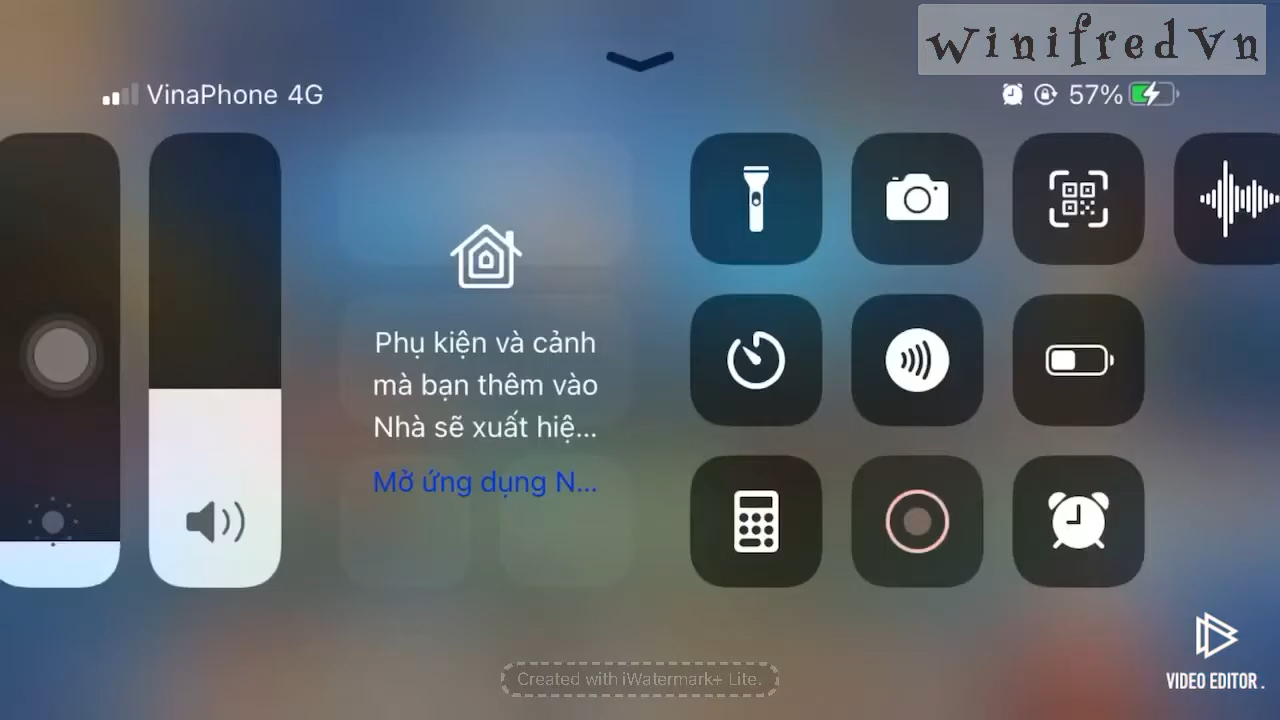 WinifredVn
VinaPhone 4G
57%
Phụ kiện và cảnh
mà bạn thêm vào
Nhà sẽ xuất hiệ...
Mở ứng dụng N...
Created with iWatermark+ Lite.
VIDEO EDITOR.